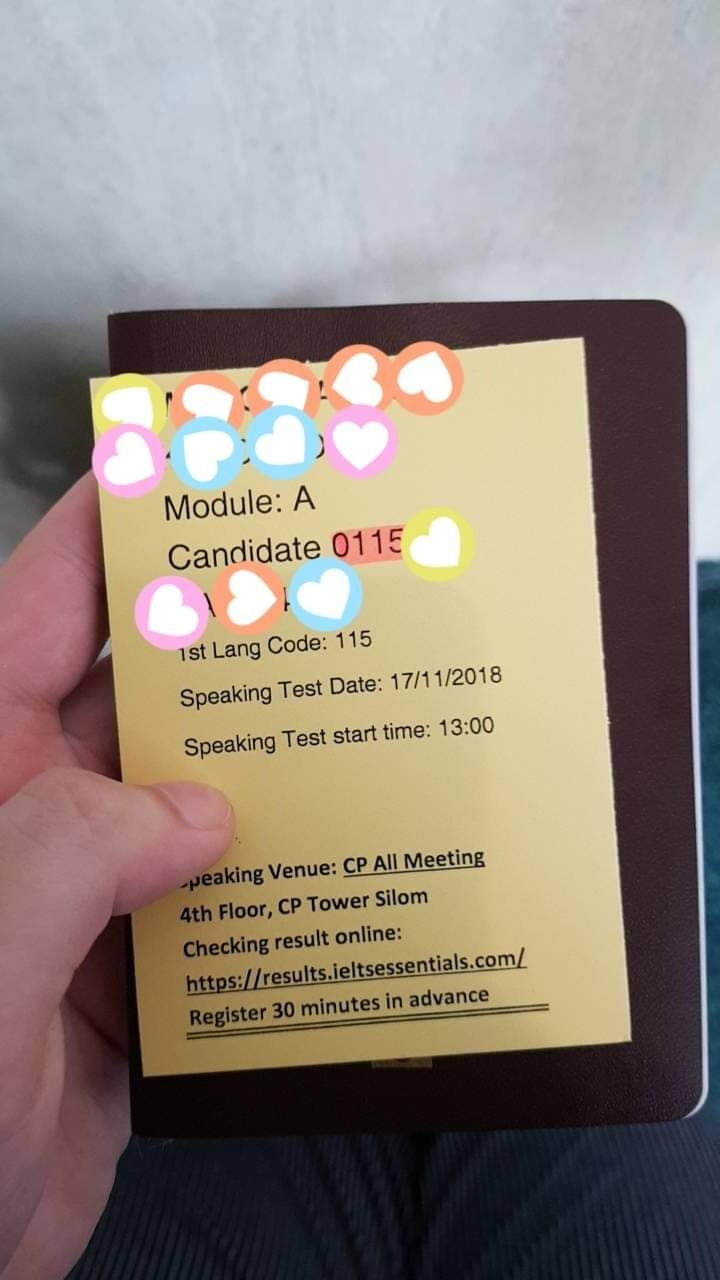 Module: A
Candidate 0115
1st Lang Code: 115
Speaking Test Date: 17/11/2018
Speaking Test start time: 13:00
Speaking Venue: CP All Meeting
4th Floor, CP Tower Silom
Checking result online:
https://results.ieltsessentials.com/
Register 30 minutes in advance